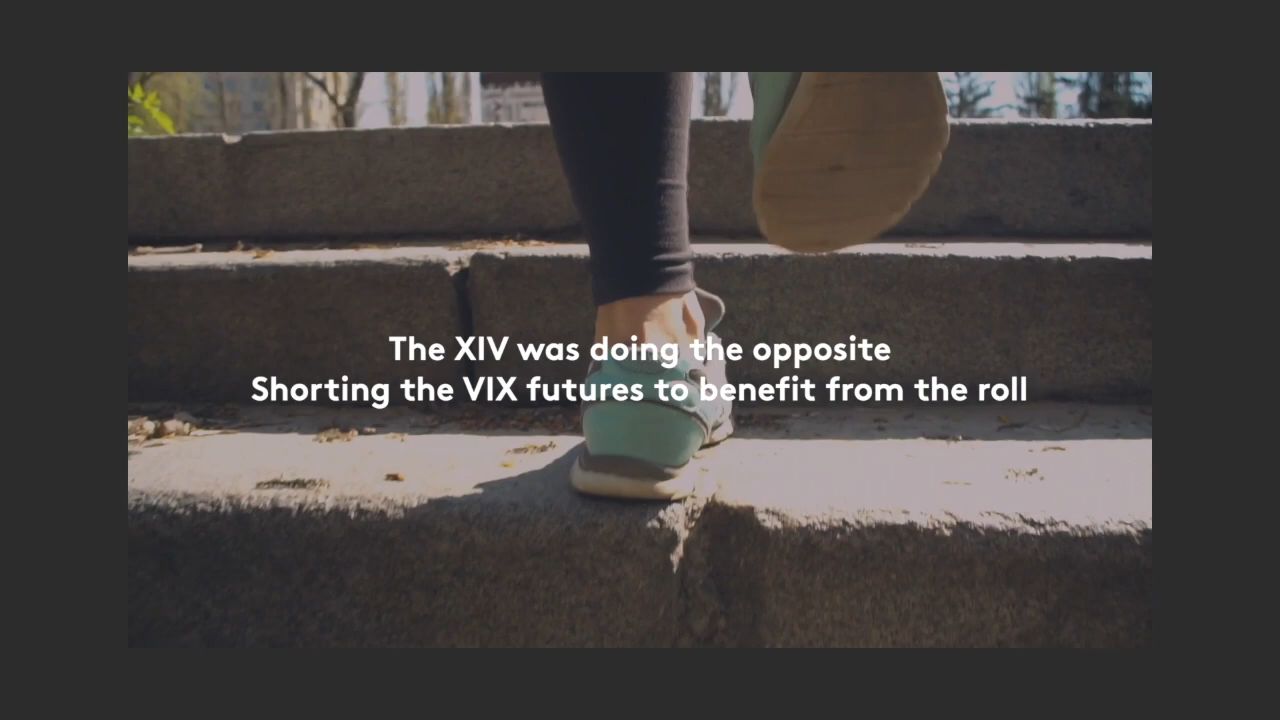 The XIV was doing the opposite
Shorting the VIX futures to benefit from the roll